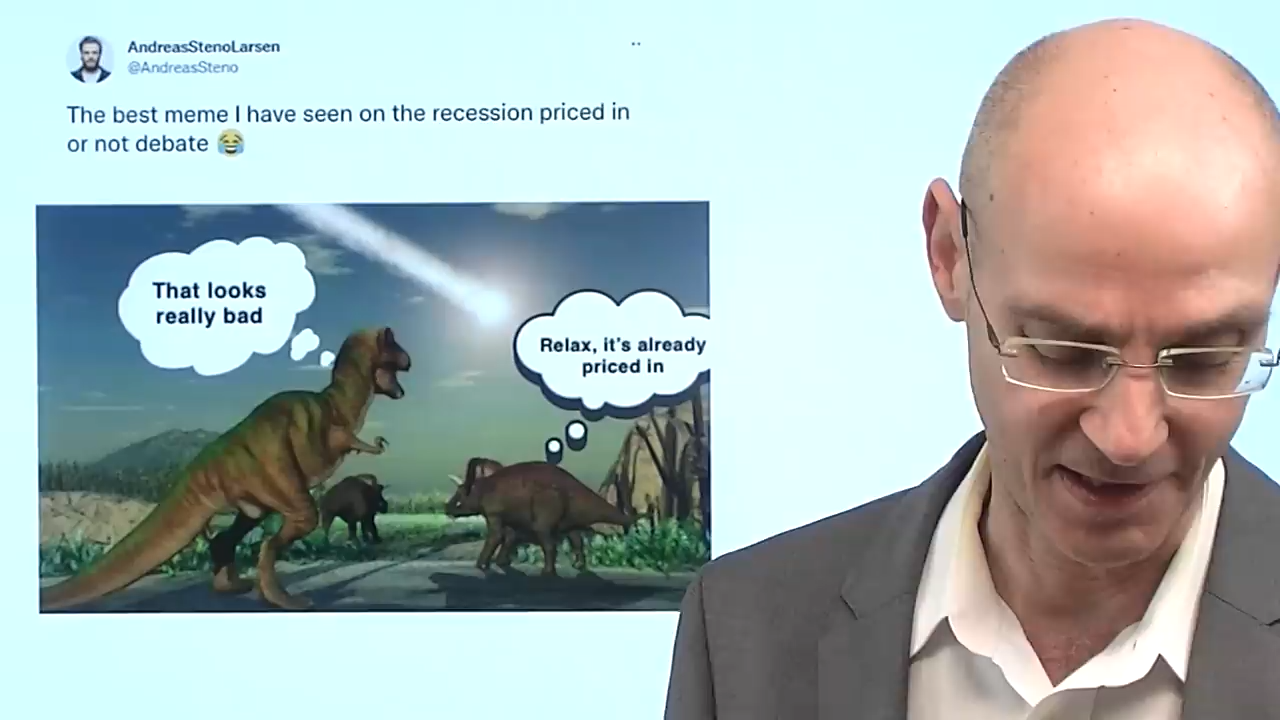 AndreasStenoLarsen
@AndreasSteno
The best meme I have seen on the recession priced in
or not debate 😂
That looks
really bad
Relax, it's already
priced in